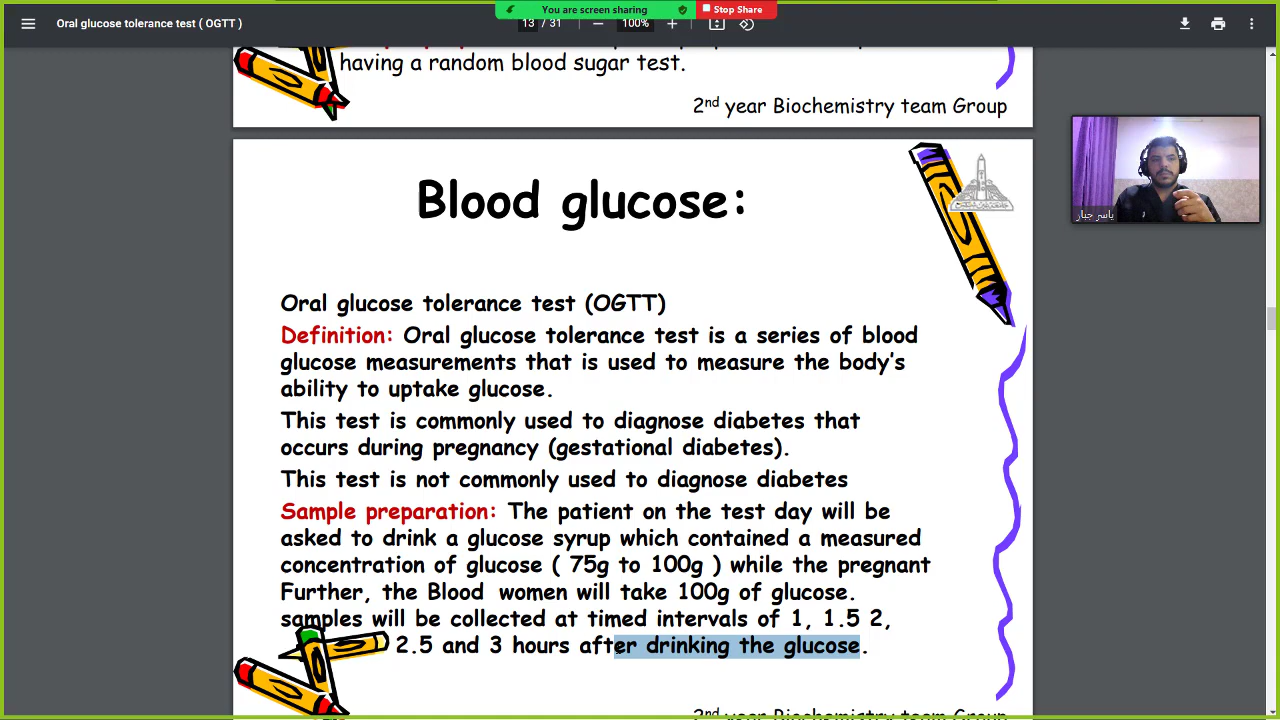 Oral glucose tolerance test ( OGTT )
You are screen sharing
Stop Share
13 / 31
100%
having a random blood sugar test.
2nd year Biochemistry team Group
Blood glucose:
Oral glucose tolerance test (OGTT)
Definition: Oral glucose tolerance test is a series of blood
glucose measurements that is used to measure the body's
ability to uptake glucose.
This test is commonly used to diagnose diabetes that
occurs during pregnancy (gestational diabetes).
This test is not commonly used to diagnose diabetes
Sample preparation: The patient on the test day will be
asked to drink a glucose syrup which contained a measured
concentration of glucose ( 75g to 100g ) while the pregnant
Further, the Blood women will take 100g of glucose.
samples will be collected at timed intervals of 1, 1.5 2,
2.5 and 3 hours after drinking the glucose.
2nd year Biochemistry team Group
ياسر جبار